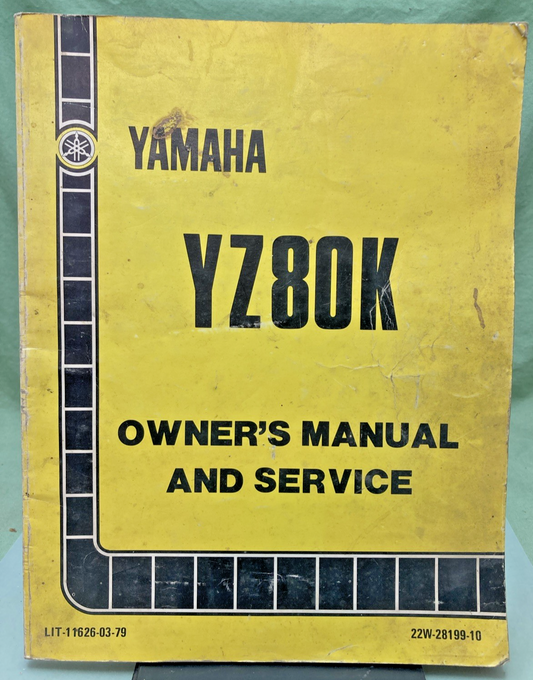 YAMAHA
YZ80K
OWNER'S MANUAL
AND SERVICE
LIT-11626-03-79
22W-28199-10